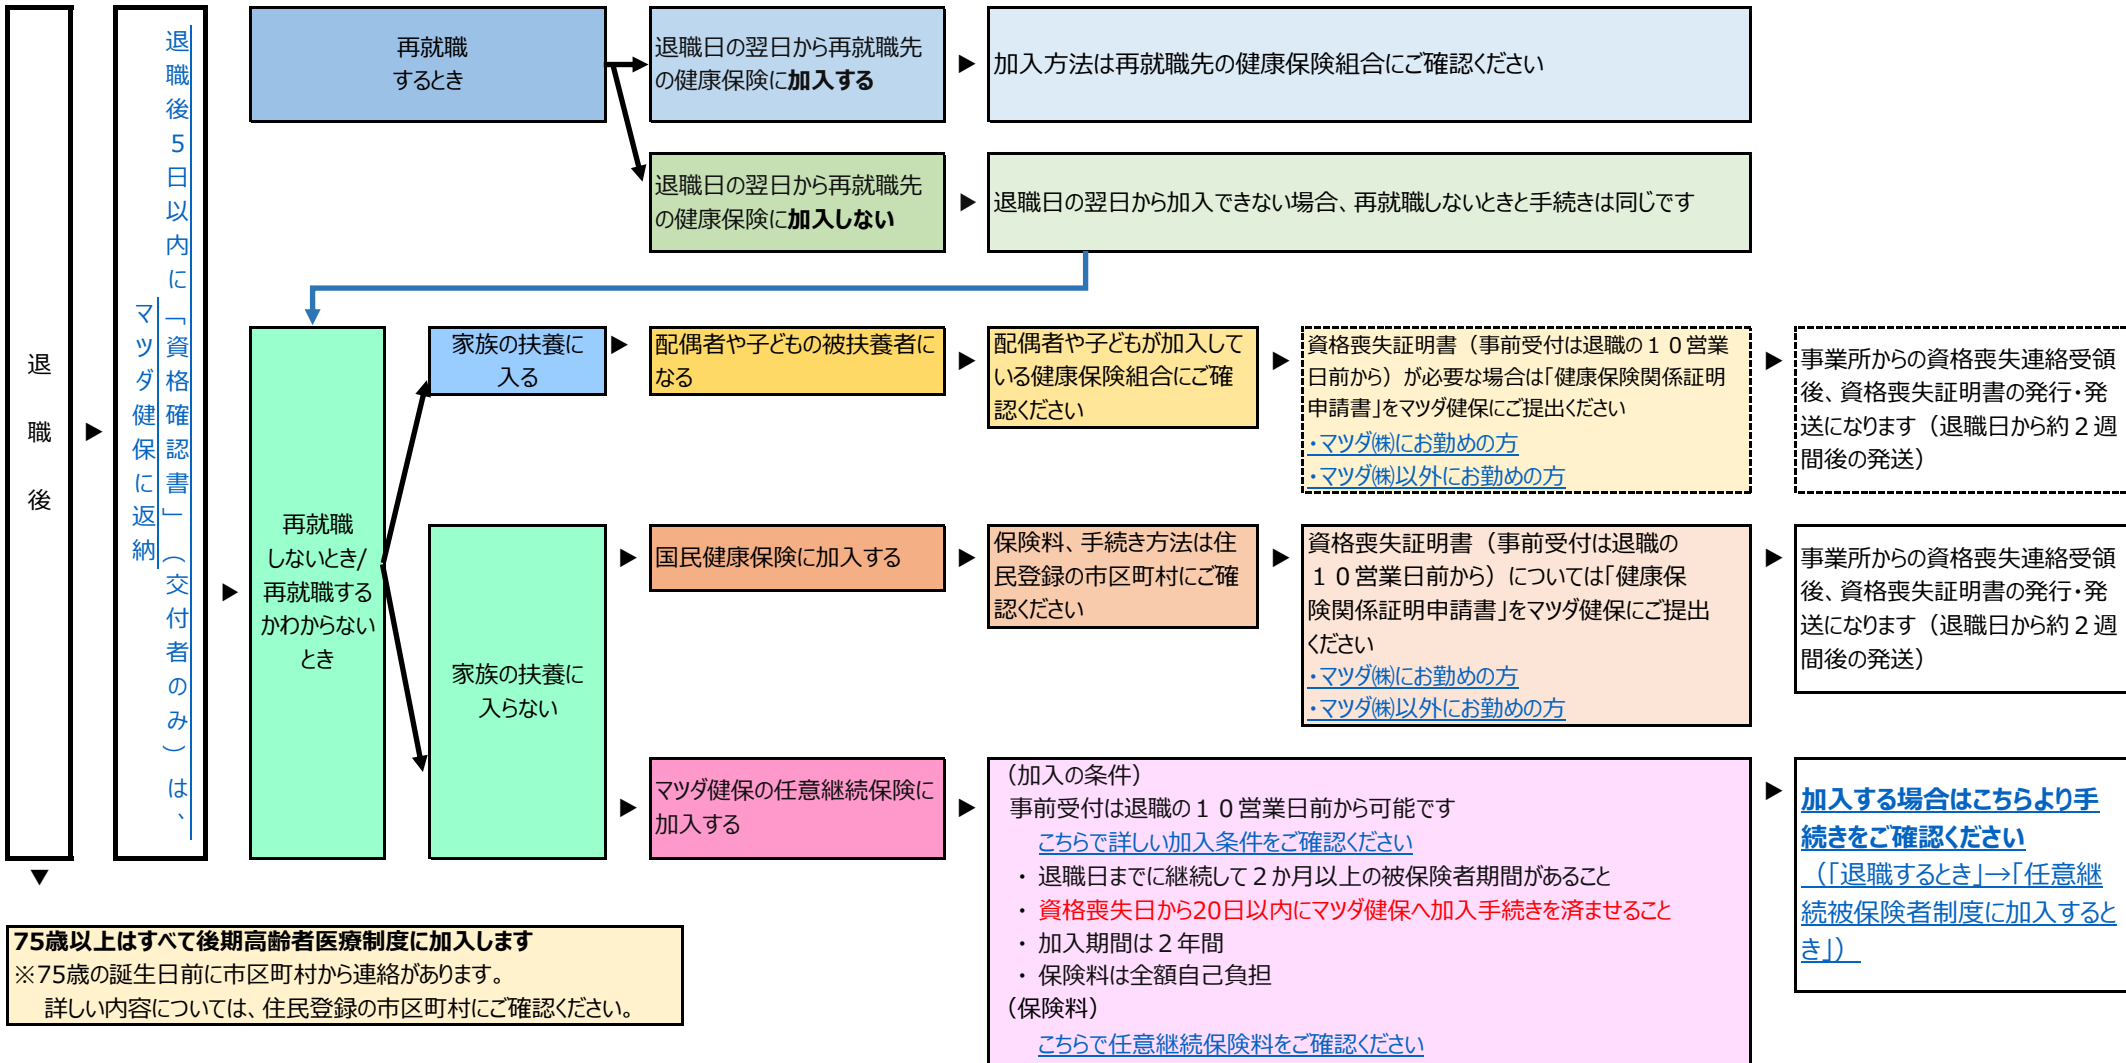 退職後
退職後５日以内に「資格確認書」（交付者のみ）は、
マツダ健保に返納
再就職
するとき
退職日の翌日から再就職先
の健康保険に加入する
加入方法は再就職先の健康保険組合にご確認ください
退職日の翌日から再就職先
の健康保険に加入しない
退職日の翌日から加入できない場合、再就職しないときと手続きは同じです
再就職
しないとき/
再就職する
かわからない
とき
家族の扶養に
入る
配偶者や子どもの被扶養者に
なる
配偶者や子どもが加入して
いる健康保険組合にご確
認ください
資格喪失証明書（事前受付は退職の１０営業
日前から）が必要な場合は「健康保険関係証明
申請書」をマツダ健保にご提出ください
・マツダ㈱にお勤めの方
・マツダ㈱以外にお勤めの方
事業所からの資格喪失連絡受領
後、資格喪失証明書の発行・発
送になります（退職日から約２週
間後の発送）
家族の扶養に
入らない
国民健康保険に加入する
保険料、手続き方法は住
民登録の市区町村にご確
認ください
資格喪失証明書（事前受付は退職の
１０営業日前から）については「健康保
険関係証明申請書」をマツダ健保にご提出
ください
・マツダ㈱にお勤めの方
・マツダ㈱以外にお勤めの方
事業所からの資格喪失連絡受領
後、資格喪失証明書の発行・発
送になります（退職日から約２週
間後の発送）
マツダ健保の任意継続保険に
加入する
（加入の条件）
事前受付は退職の１０営業日前から可能です
こちらで詳しい加入条件をご確認ください
・ 退職日までに継続して２か月以上の被保険者期間があること
・ 資格喪失日から20日以内にマツダ健保へ加入手続きを済ませること
・ 加入期間は２年間
・ 保険料は全額自己負担
（保険料）
こちらで任意継続保険料をご確認ください
加入する場合はこちらより手
続きをご確認ください
（「退職するとき」→「任意継
続被保険者制度に加入すると
き」）
75歳以上はすべて後期高齢者医療制度に加入します
※75歳の誕生日前に市区町村から連絡があります。
詳しい内容については、住民登録の市区町村にご確認ください。